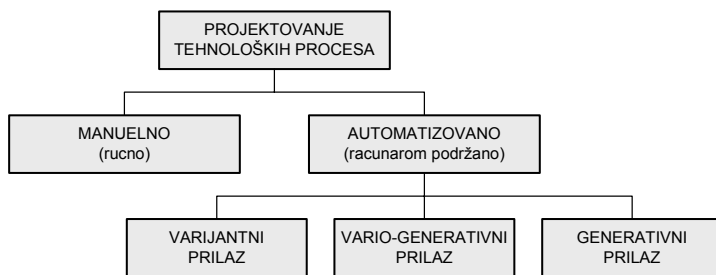 PROJEKTOVANJE
TEHNOLOŠKIH PROCESA
MANUELNO
(rucno)
AUTOMATIZOVANO
(racunarom podržano)
VARIJANTNI
PRILAZ
VARIO-GENERATIVNI
PRILAZ
GENERATIVNI
PRILAZ